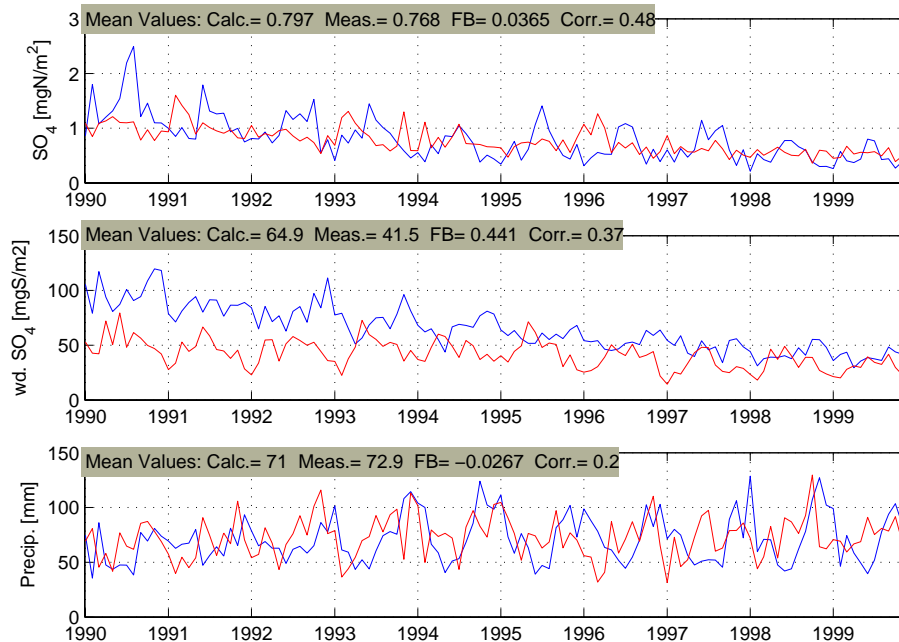 Mean Values: Calc.= 0.797 Meas.= 0.768 FB= 0.0365 Corr.= 0.48
3
2
1
0
SO4 [mgN/m2]
1990 1991 1992 1993 1994 1995 1996 1997 1998 1999
Mean Values: Calc.= 64.9 Meas.= 41.5 FB= 0.441 Corr.= 0.37
150
100
50
0
wd. SO4 [mgS/m2]
1990 1991 1992 1993 1994 1995 1996 1997 1998 1999
Mean Values: Calc.= 71 Meas.= 72.9 FB= −0.0267 Corr.= 0.2
150
100
50
0
Precip. [mm]
1990 1991 1992 1993 1994 1995 1996 1997 1998 1999